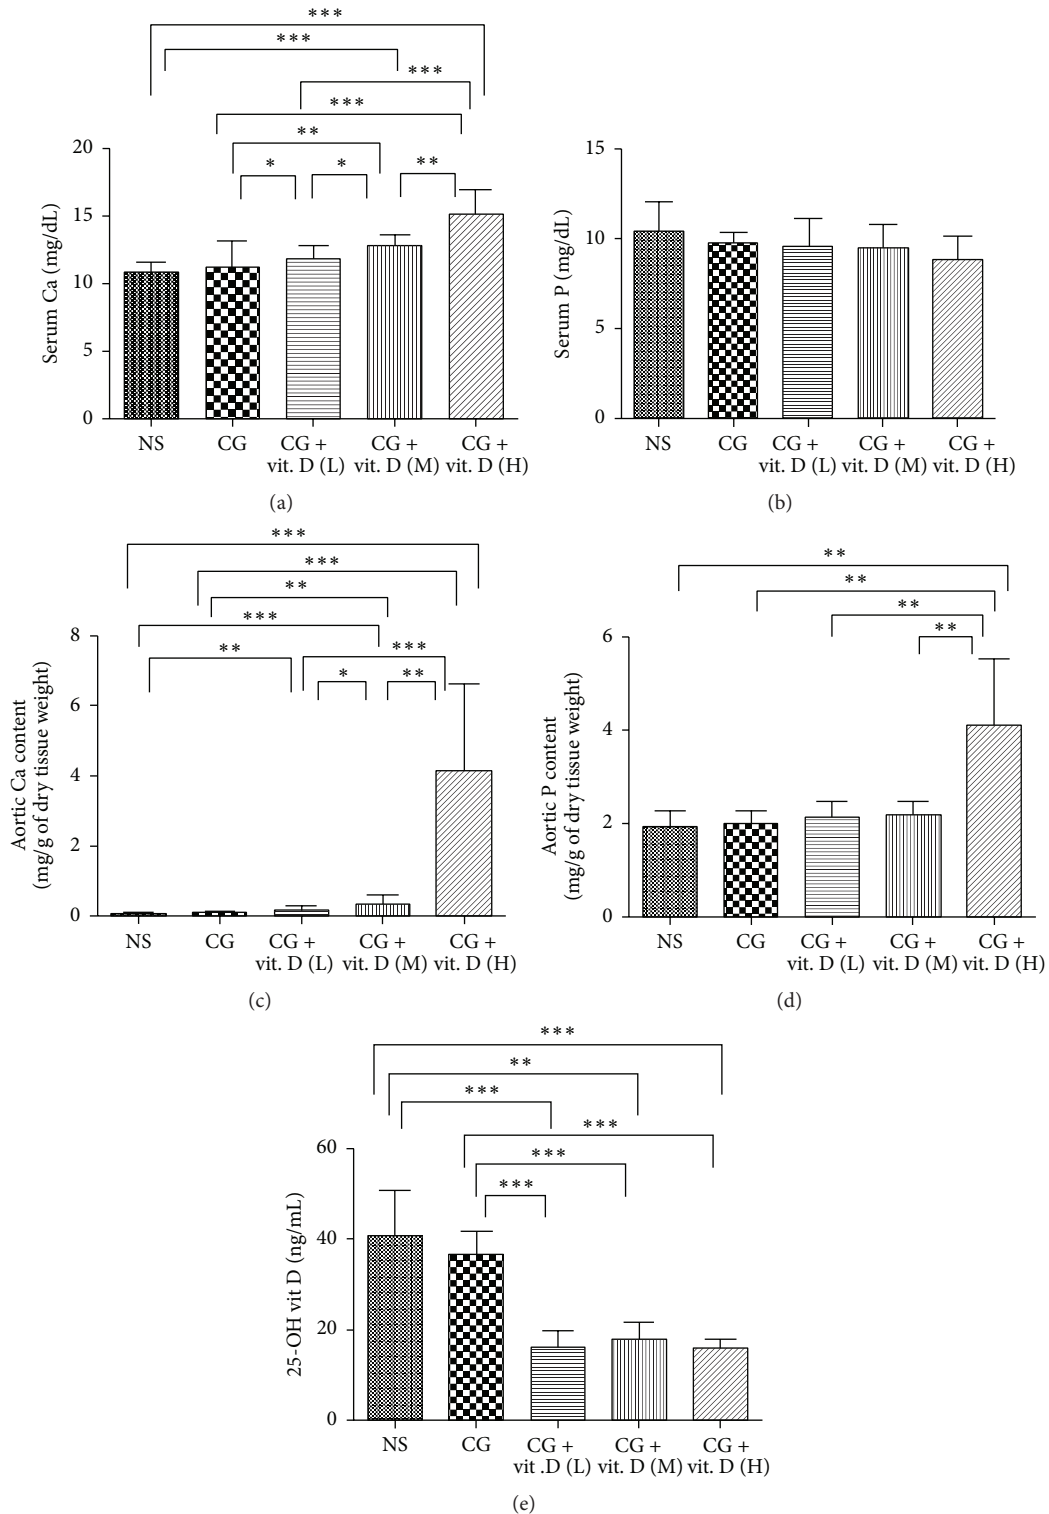 ***
***
***
***
**
*
*
**
20
15
10
5
0
Serum Ca (mg/dL)
NS
CG
CG +
vit. D (L)
CG +
vit. D (M)
CG +
vit. D (H)
(a)
15
10
5
0
Serum P (mg/dL)
NS
CG
CG +
vit. D (L)
CG +
vit. D (M)
CG +
vit. D (H)
(b)
***
***
**
***
**
***
*
**
8
6
4
2
0
Aortic Ca content
(mg/g of dry tissue weight)
NS
CG
CG +
vit. D (L)
CG +
vit. D (M)
CG +
vit. D (H)
(c)
**
**
**
**
6
4
2
0
Aortic P content
(mg/g of dry tissue weight)
NS
CG
CG +
vit. D (L)
CG +
vit. D (M)
CG +
vit. D (H)
(d)
***
**
***
***
***
***
60
40
20
0
25-OH vit D (ng/mL)
NS
CG
CG +
vit .D (L)
CG +
vit. D (M)
CG +
vit. D (H)
(e)